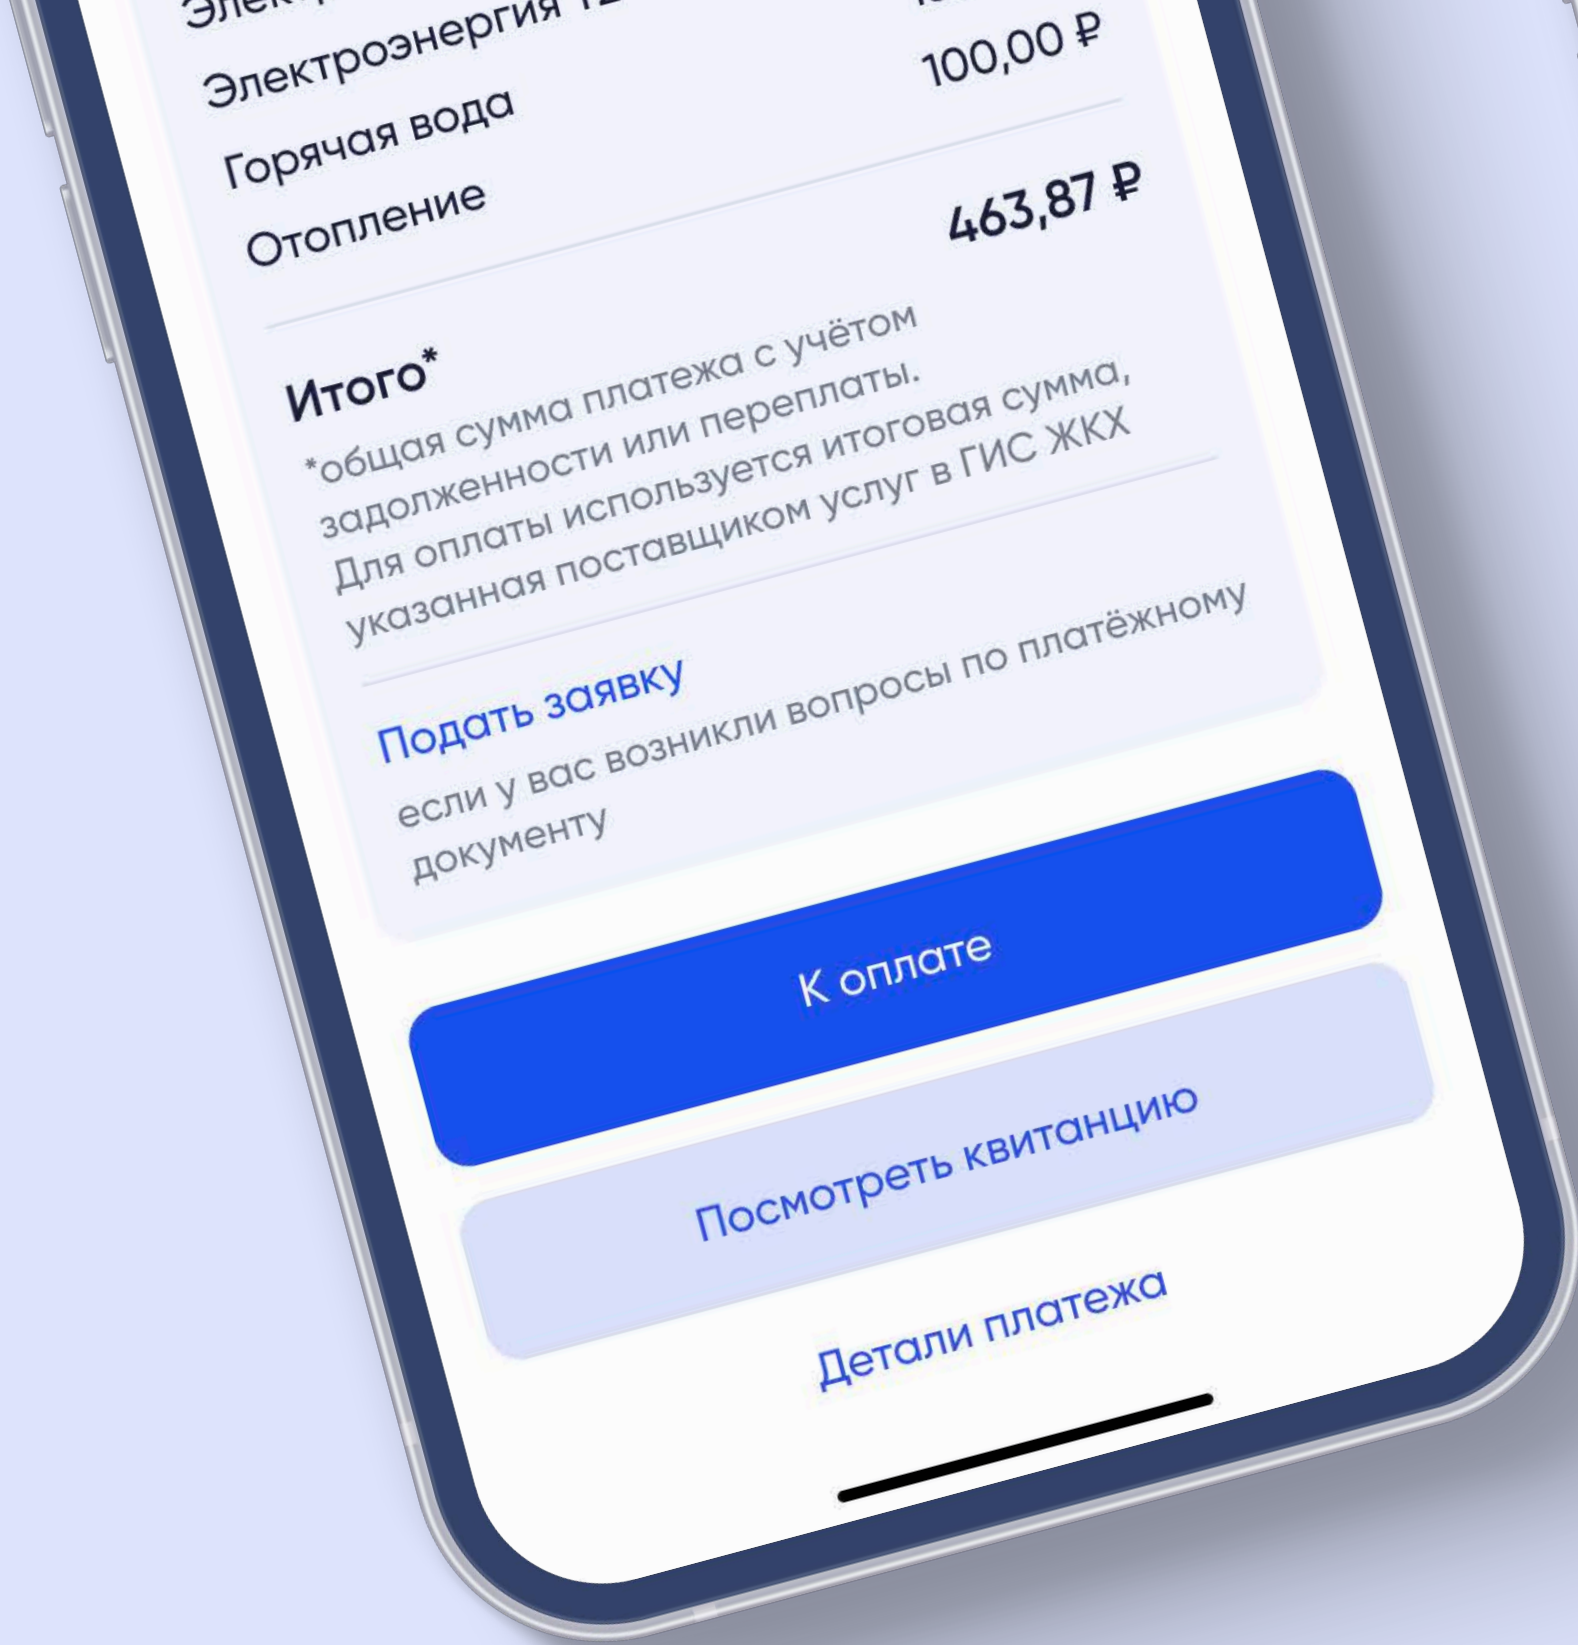 Электроэнергия
Горячая вода
Отопление 100,00 ₽
Итого* 463,87 ₽
*общая сумма платежа с учётом
задолженности или переплаты.
Для оплаты используется итоговая сумма,
указанная поставщиком услуг в ГИС ЖКХ
Подать заявку
если у вас возникли вопросы по платёжному
документу
К оплате
Посмотреть квитанцию
Детали платежа